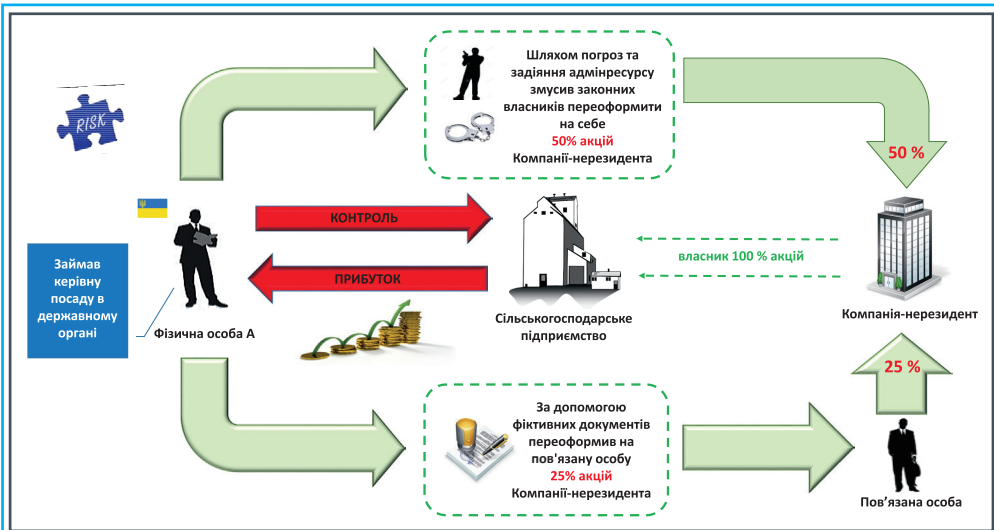 Шляхом погроз та
задіяння адмінресурсу
змусив законних
власників переоформити
на себе
50% акцій
Компанії-нерезидента
RISK
50 %
КОНТРОЛЬ
ПРИБУТОК
власник 100 % акцій
Займав
керівну
посаду в
державному
органі
Фізична особа А
Сільськогосподарське
підприємство
Компанія-нерезидент
25 %
За допомогою
фіктивних документів
переоформив на
пов'язану особу
25% акцій
Компанії-нерезидента
Пов’язана особа